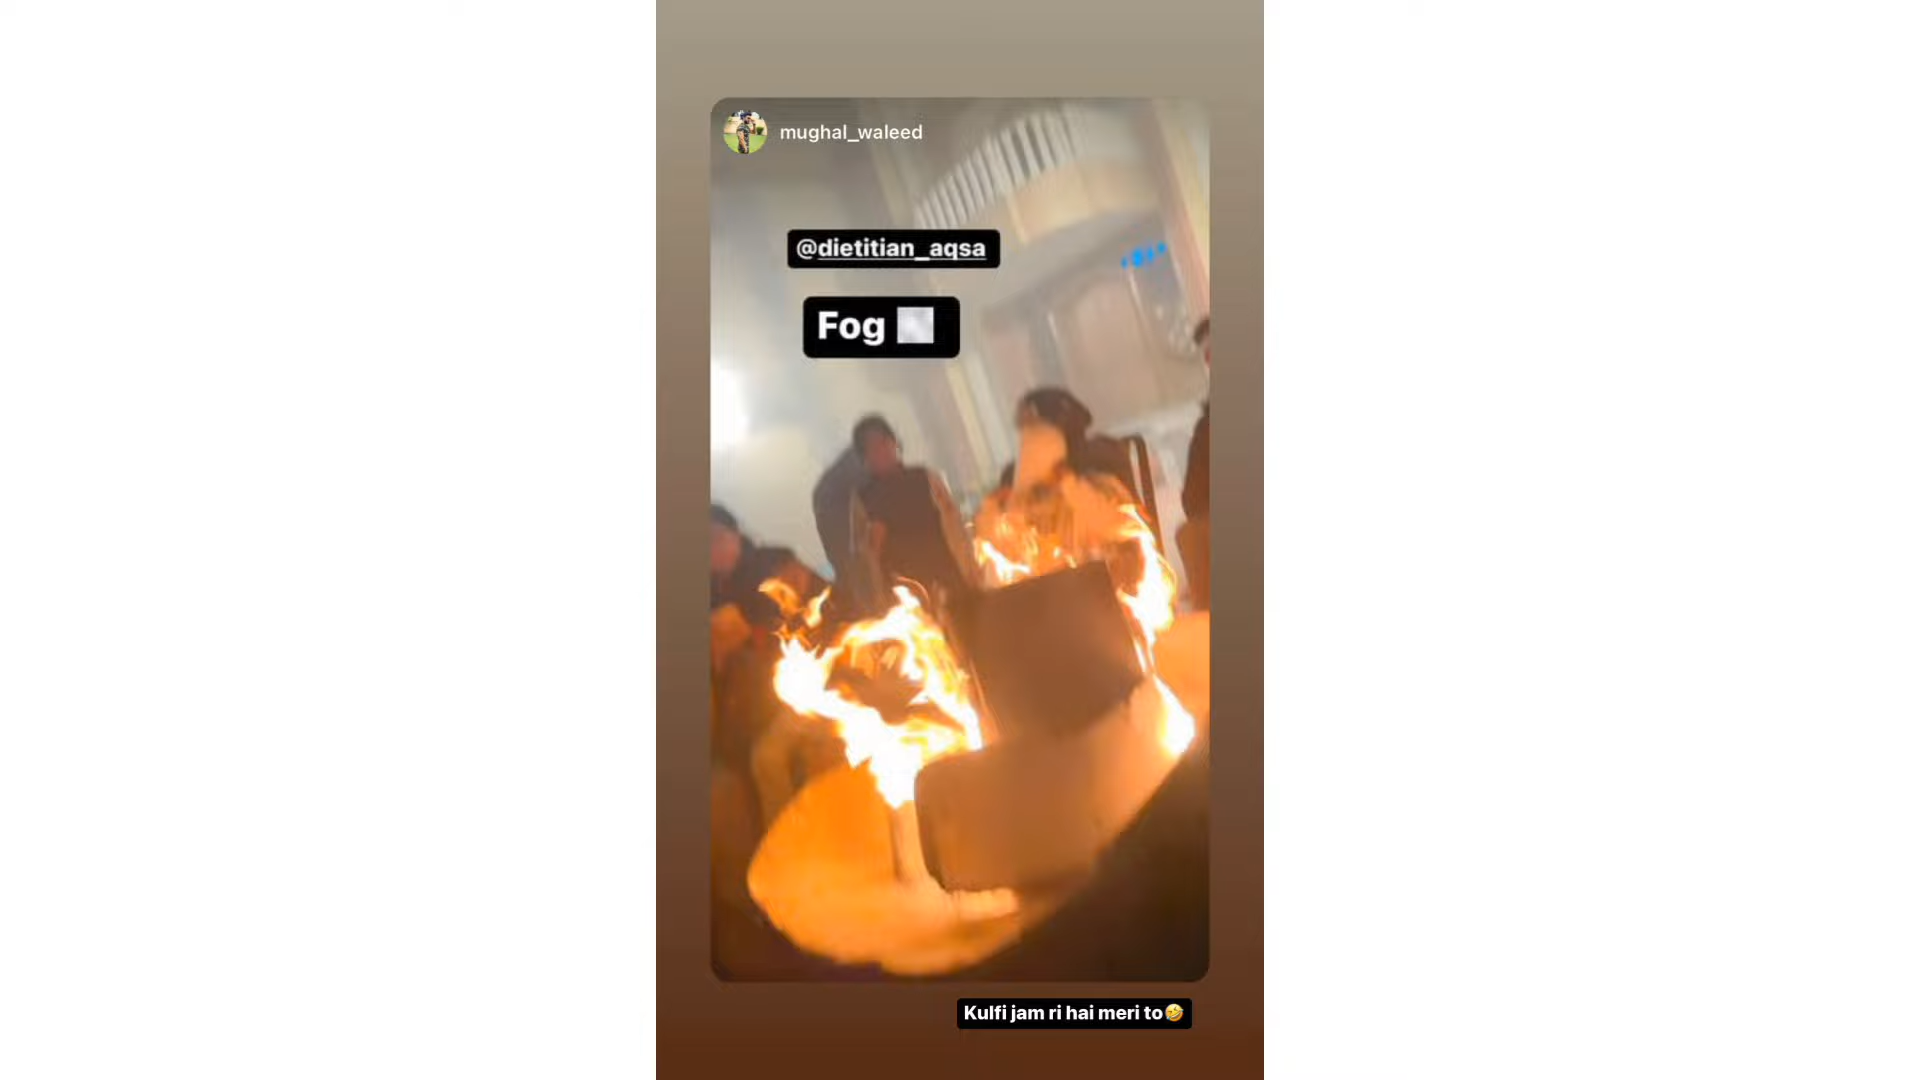 mughal_waleed
@dietitian_aqsa
Fog 🌫
Kulfi jam ri hai meri to🤣